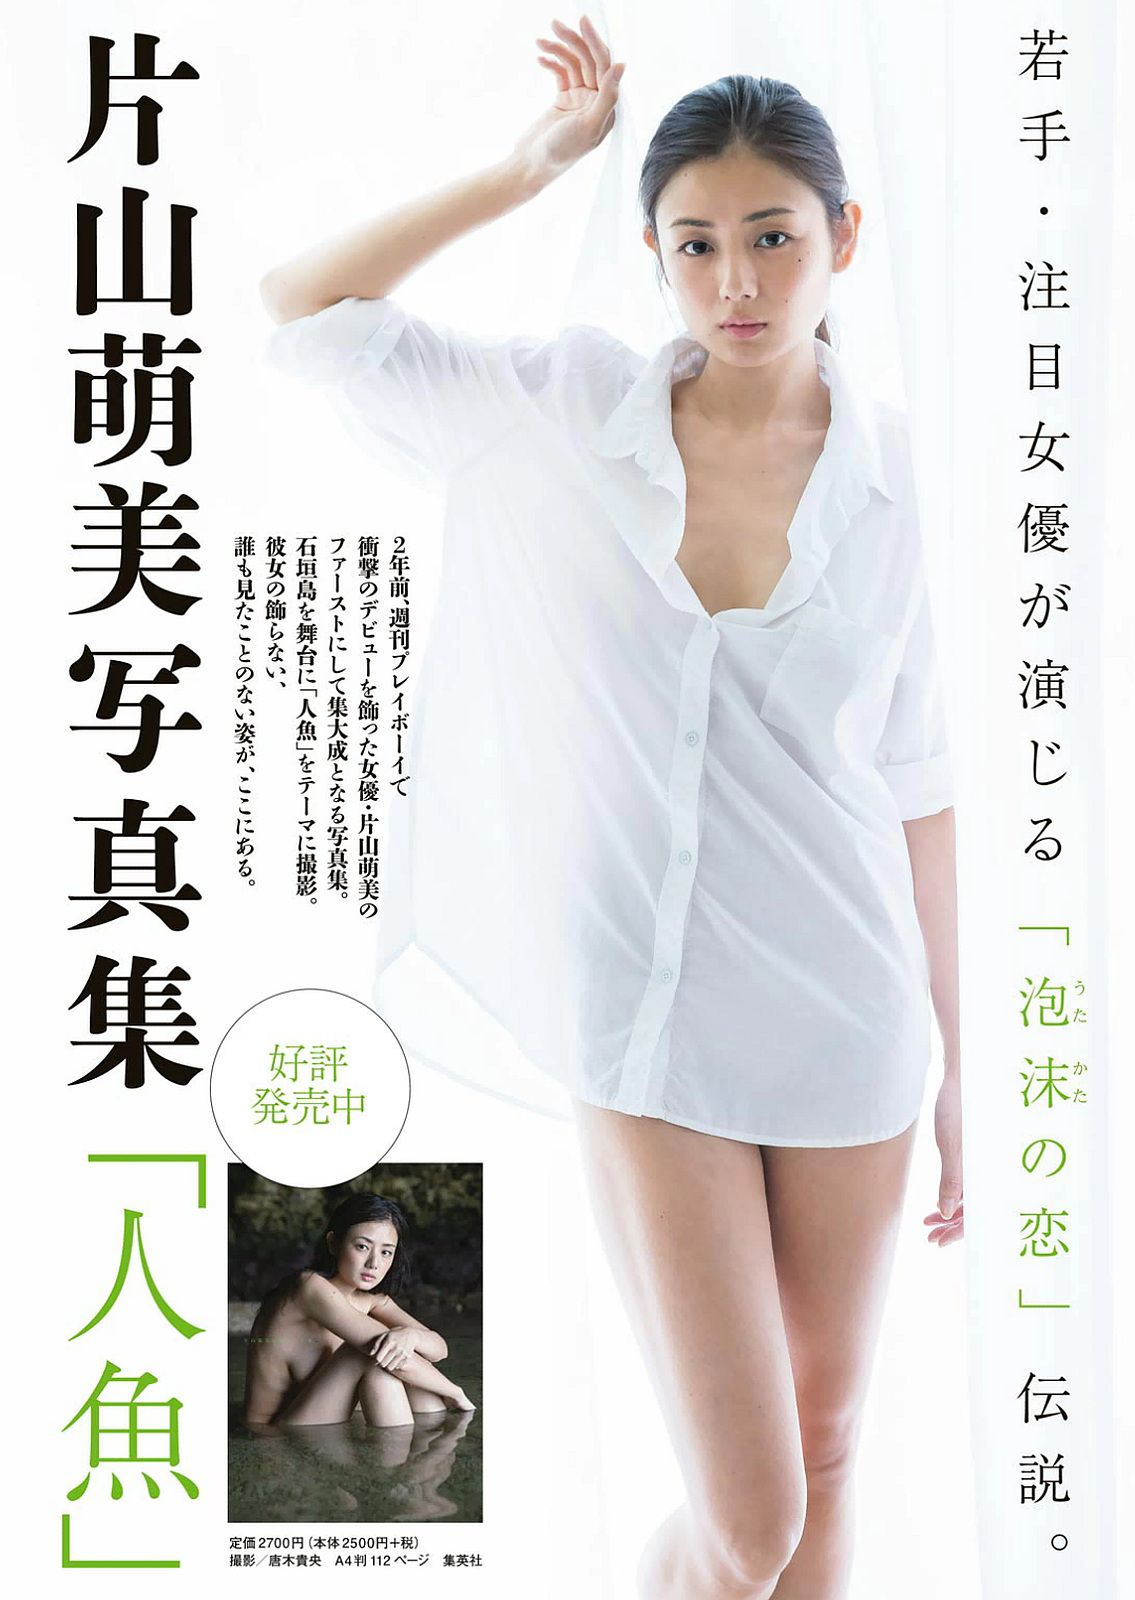 若手・注目女優が演じる「泡沫の恋」伝説。
うた
かた
2年前、週刊プレイボーイで
衝撃のデビューを飾った女優・片山萌美の
ファーストにして集大成となる写真集。
石垣島を舞台に「人魚」をテーマに撮影。
彼女の飾らない、
誰も見たことのない姿が、ここにある。
片山萌美写真集「人魚」
好評
発売中
定価2700円（本体2500円+税）
撮影／唐木貴央　A4判112ページ　集英社